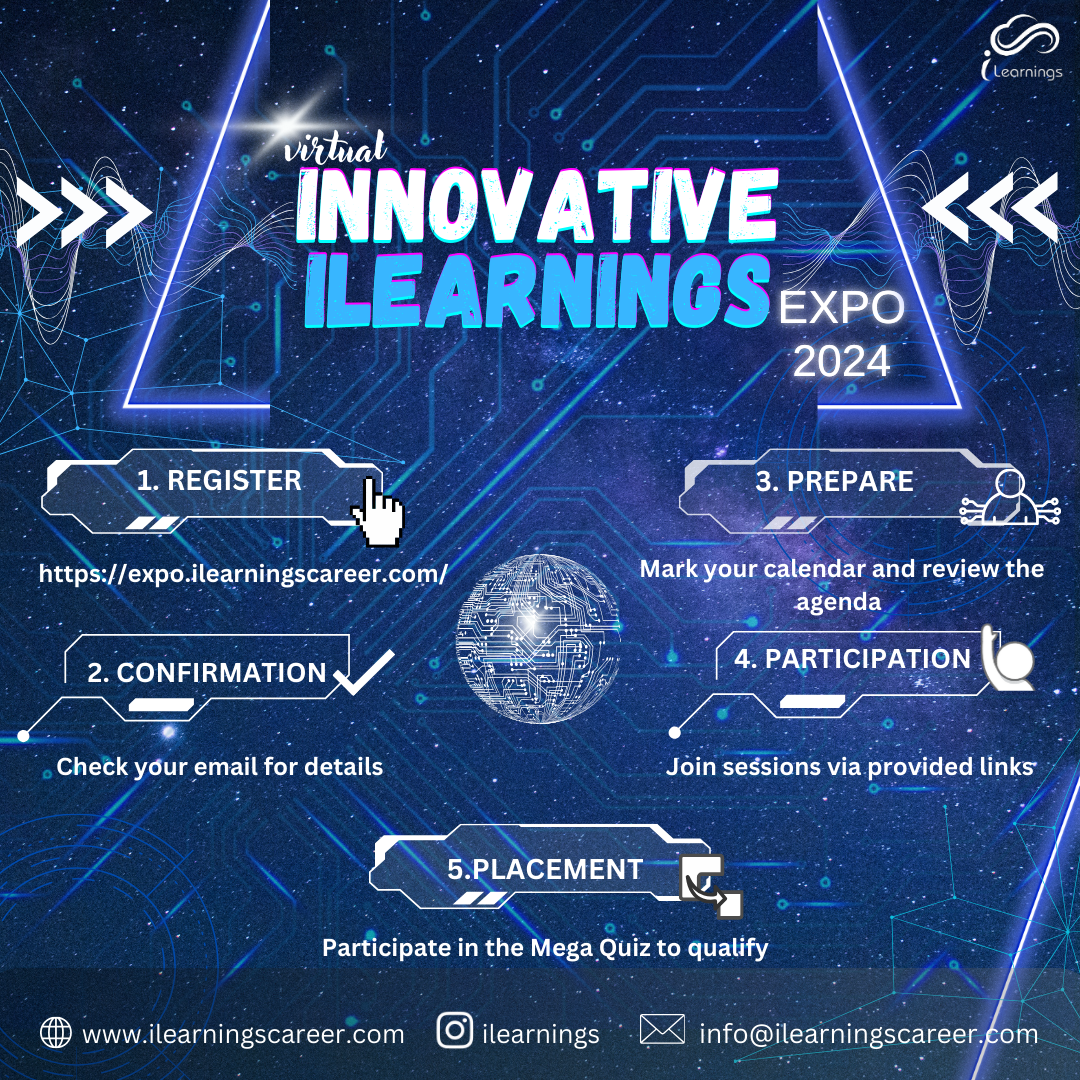 i Learnings
virtual
INNOVATIVE
ILEARNINGS
EXPO
2024
1. REGISTER
https://expo.ilearningscareer.com/
2. CONFIRMATION
Check your email for details
3. PREPARE
Mark your calendar and review the
agenda
4. PARTICIPATION
Join sessions via provided links
5.PLACEMENT
Participate in the Mega Quiz to qualify
www.ilearningscareer.com
ilearnings
info@ilearningscareer.com